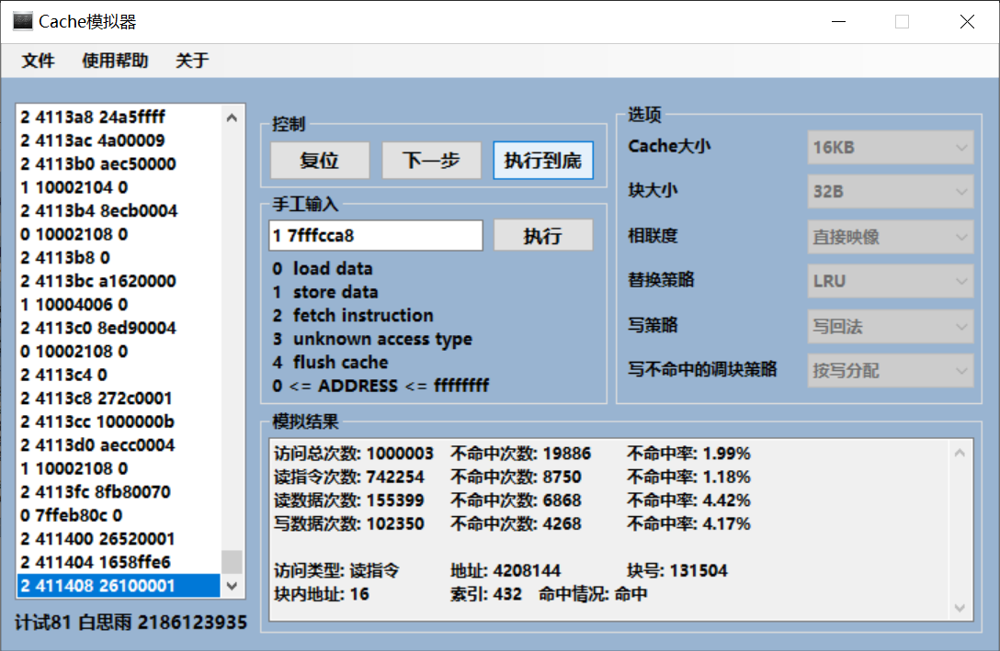 Cache模拟器
文件 使用帮助 关于
2 4113a8 24a5ffff
2 4113ac 4a00009
2 4113b0 aec50000
1 10002104 0
2 4113b4 8ecb0004
0 10002108 0
2 4113b8 0
2 4113bc a1620000
1 10004006 0
2 4113c0 8ed90004
0 10002108 0
2 4113c4 0
2 4113c8 272c0001
2 4113cc 1000000b
2 4113d0 aecc0004
1 10002108 0
2 4113fc 8fb80070
0 7ffeb80c 0
2 411400 26520001
2 411404 1658ffe6
2 411408 26100001
计试81 白思雨 2186123935
控制
复位 下一步 执行到底
手工输入
1 7fffcca8 执行
0 load data
1 store data
2 fetch instruction
3 unknown access type
4 flush cache
0 <= ADDRESS <= ffffffff
选项
Cache大小 16KB
块大小 32B
相联度 直接映像
替换策略 LRU
写策略 写回法
写不命中的调块策略 按写分配
模拟结果
访问总次数: 1000003 不命中次数: 19886 不命中率: 1.99%
读指令次数: 742254 不命中次数: 8750 不命中率: 1.18%
读数据次数: 155399 不命中次数: 6868 不命中率: 4.42%
写数据次数: 102350 不命中次数: 4268 不命中率: 4.17%
访问类型: 读指令 地址: 4208144 块号: 131504
块内地址: 16 索引: 432 命中情况: 命中